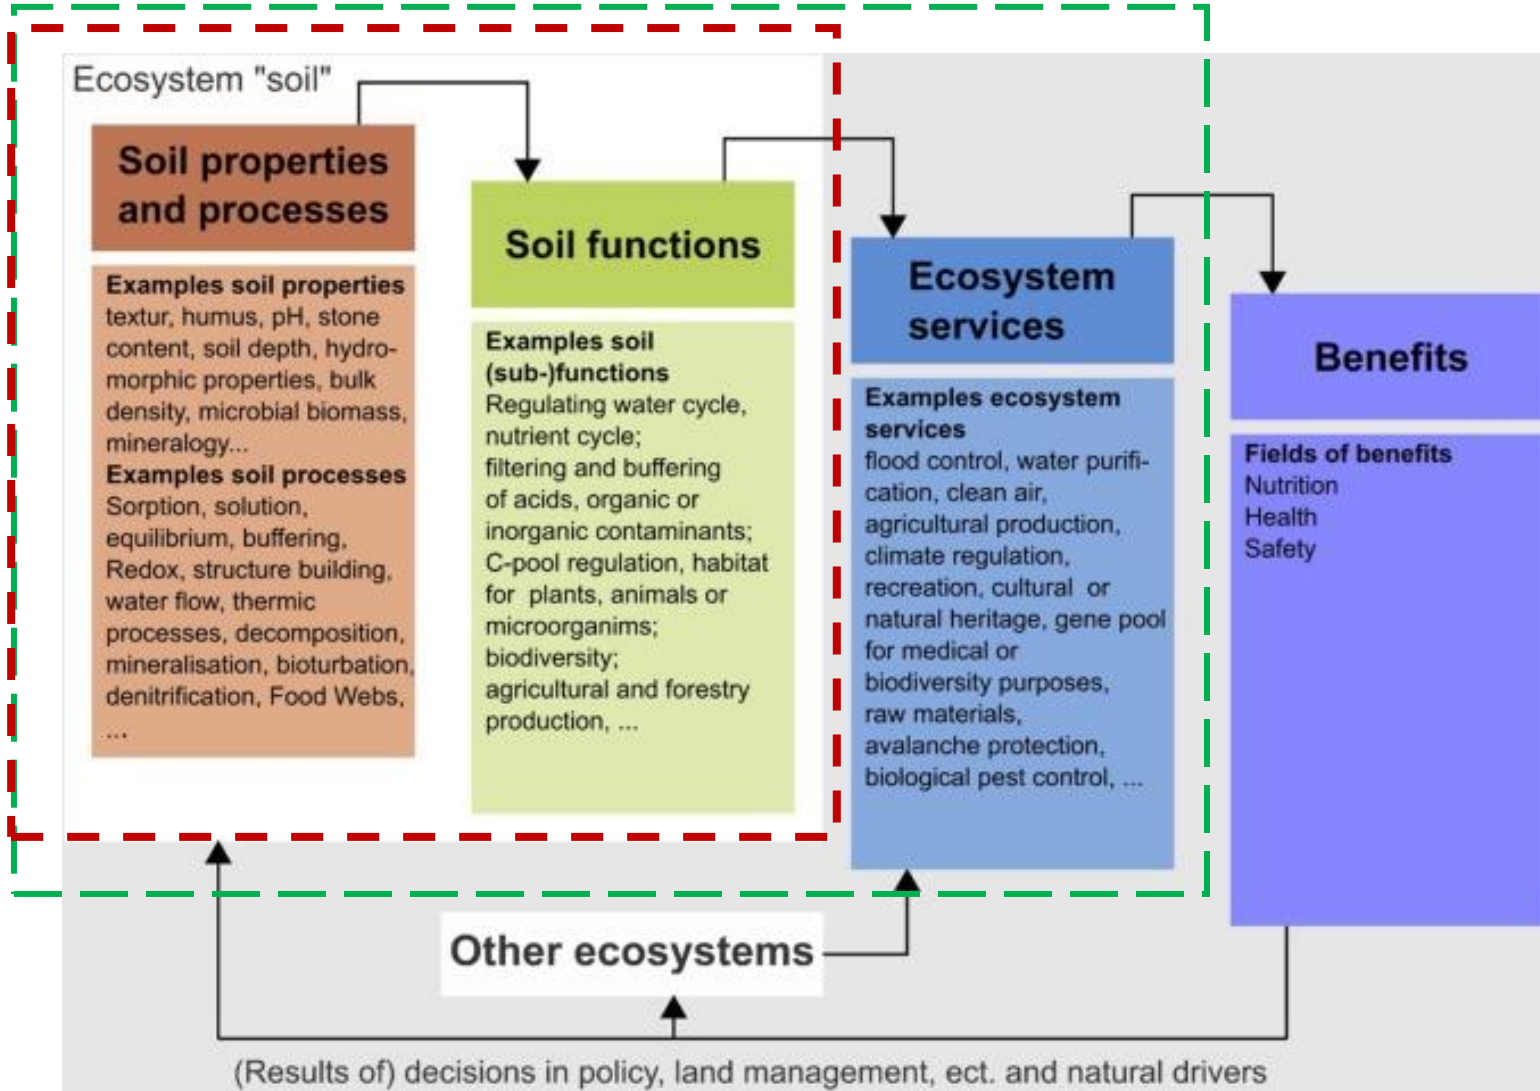 Ecosystem "soil"
Soil properties
and processes
Examples soil properties
textur, humus, pH, stone
content, soil depth, hydro-
morphic properties, bulk
density, microbial biomass,
mineralogy...
Examples soil processes
Sorption, solution,
equilibrium, buffering,
Redox, structure building,
water flow, thermic
processes, decomposition,
mineralisation, bioturbation,
denitrification, Food Webs,
...
Soil functions
Examples soil
(sub-)functions
Regulating water cycle,
nutrient cycle;
filtering and buffering
of acids, organic or
inorganic contaminants;
C-pool regulation, habitat
for plants, animals or
microorganims;
biodiversity;
agricultural and forestry
production, ...
Ecosystem
services
Examples ecosystem
services
flood control, water purifi-
cation, clean air,
agricultural production,
climate regulation,
recreation, cultural or
natural heritage, gene pool
for medical or
biodiversity purposes,
raw materials,
avalanche protection,
biological pest control, ...
Benefits
Fields of benefits
Nutrition
Health
Safety
Other ecosystems
(Results of) decisions in policy, land management, ect. and natural drivers